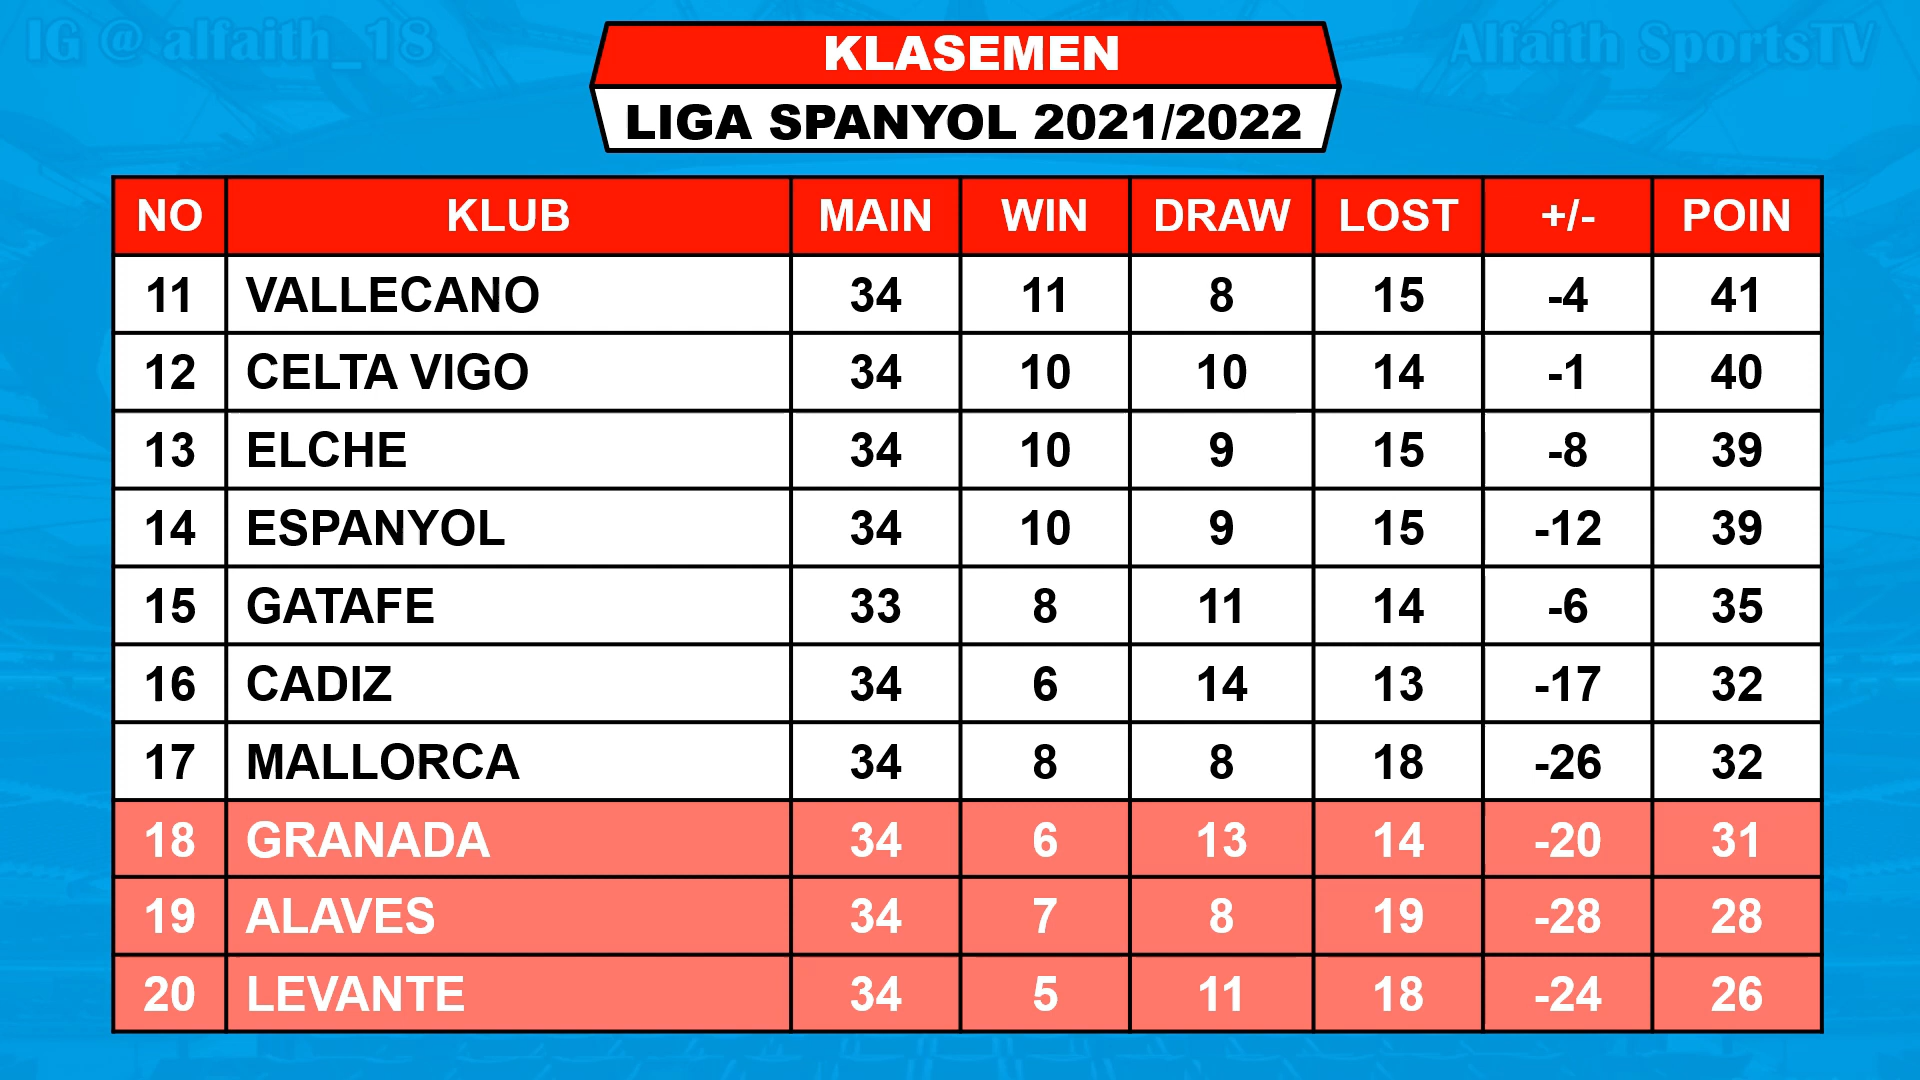 IG @ alfaith_18
Alfaith SportsTV
KLASEMEN
LIGA SPANYOL 2021/2022
NO KLUB MAIN WIN DRAW LOST +/- POIN
11 VALLECANO 34 11 8 15 -4 41
12 CELTA VIGO 34 10 10 14 -1 40
13 ELCHE 34 10 9 15 -8 39
14 ESPANYOL 34 10 9 15 -12 39
15 GATAFE 33 8 11 14 -6 35
16 CADIZ 34 6 14 13 -17 32
17 MALLORCA 34 8 8 18 -26 32
18 GRANADA 34 6 13 14 -20 31
19 ALAVES 34 7 8 19 -28 28
20 LEVANTE 34 5 11 18 -24 26